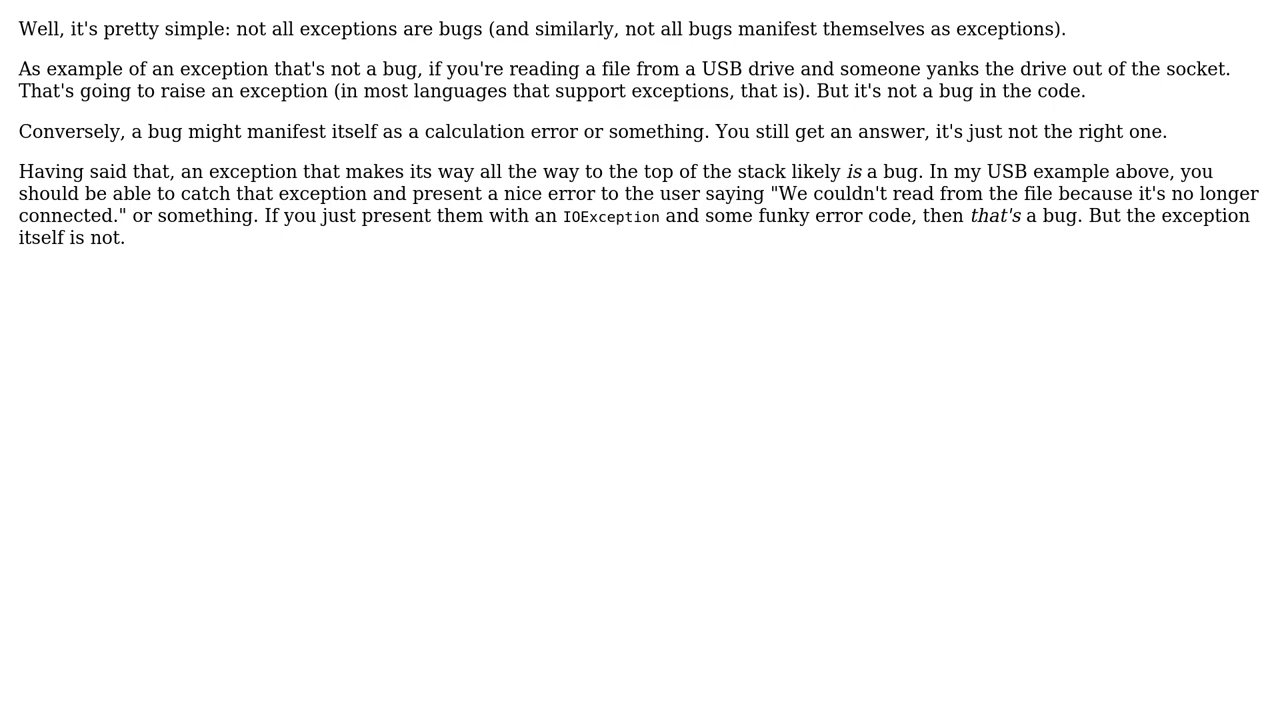 Well, it's pretty simple: not all exceptions are bugs (and similarly, not all bugs manifest themselves as exceptions).
As example of an exception that's not a bug, if you're reading a file from a USB drive and someone yanks the drive out of the socket.
That's going to raise an exception (in most languages that support exceptions, that is). But it's not a bug in the code.
Conversely, a bug might manifest itself as a calculation error or something. You still get an answer, it's just not the right one.
Having said that, an exception that makes its way all the way to the top of the stack likely is a bug. In my USB example above, you
should be able to catch that exception and present a nice error to the user saying "We couldn't read from the file because it's no longer
connected." or something. If you just present them with an IOException and some funky error code, then that's a bug. But the exception
itself is not.